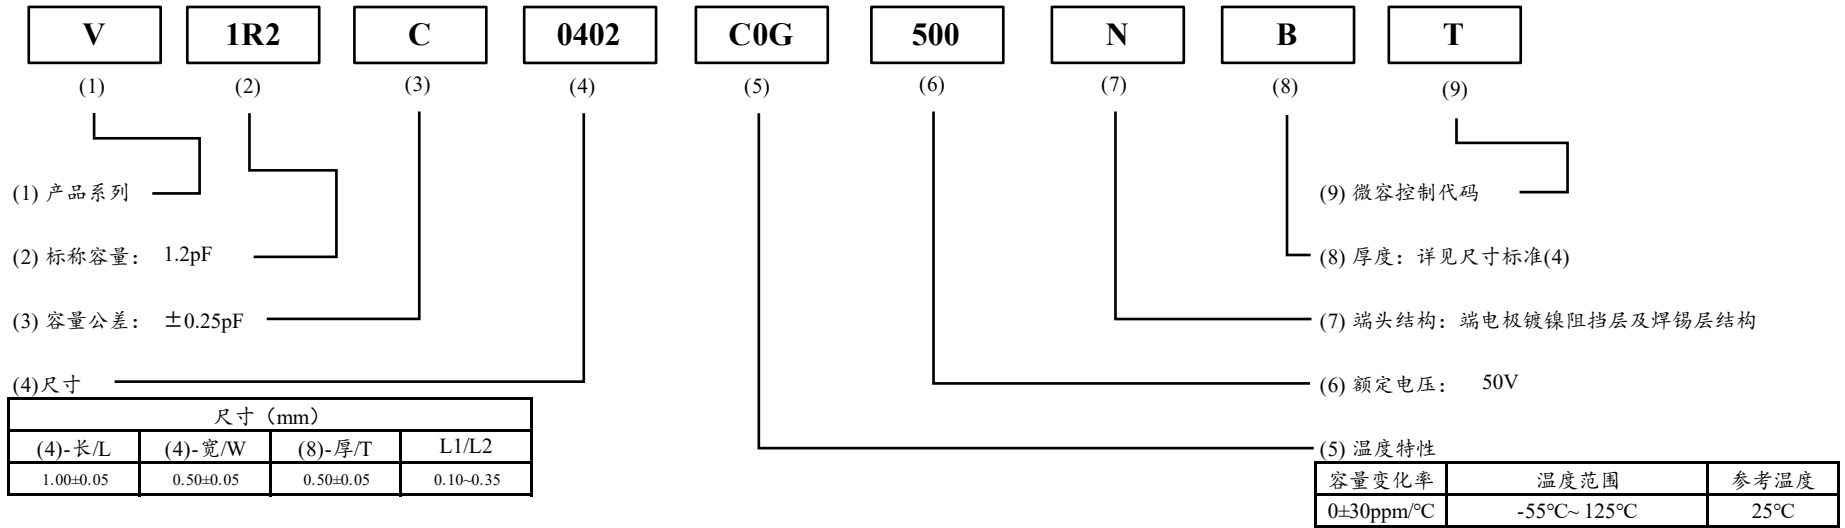 V 1R2 C 0402 C0G 500 N B T
(1) (2) (3) (4) (5) (6) (7) (8) (9)
(1) 产品系列
(9) 微容控制代码
(2) 标称容量： 1.2pF
(8) 厚度：详见尺寸标准(4)
(3) 容量公差： ±0.25pF
(7) 端头结构：端电极镀镍阻挡层及焊锡层结构
(4)尺寸
(6) 额定电压： 50V
尺寸（mm）
(4)-长/L (4)-宽/W (8)-厚/T L1/L2
1.00±0.05 0.50±0.05 0.50±0.05 0.10~0.35
(5) 温度特性
容量变化率 温度范围 参考温度
0±30ppm/℃ -55℃~ 125℃ 25℃